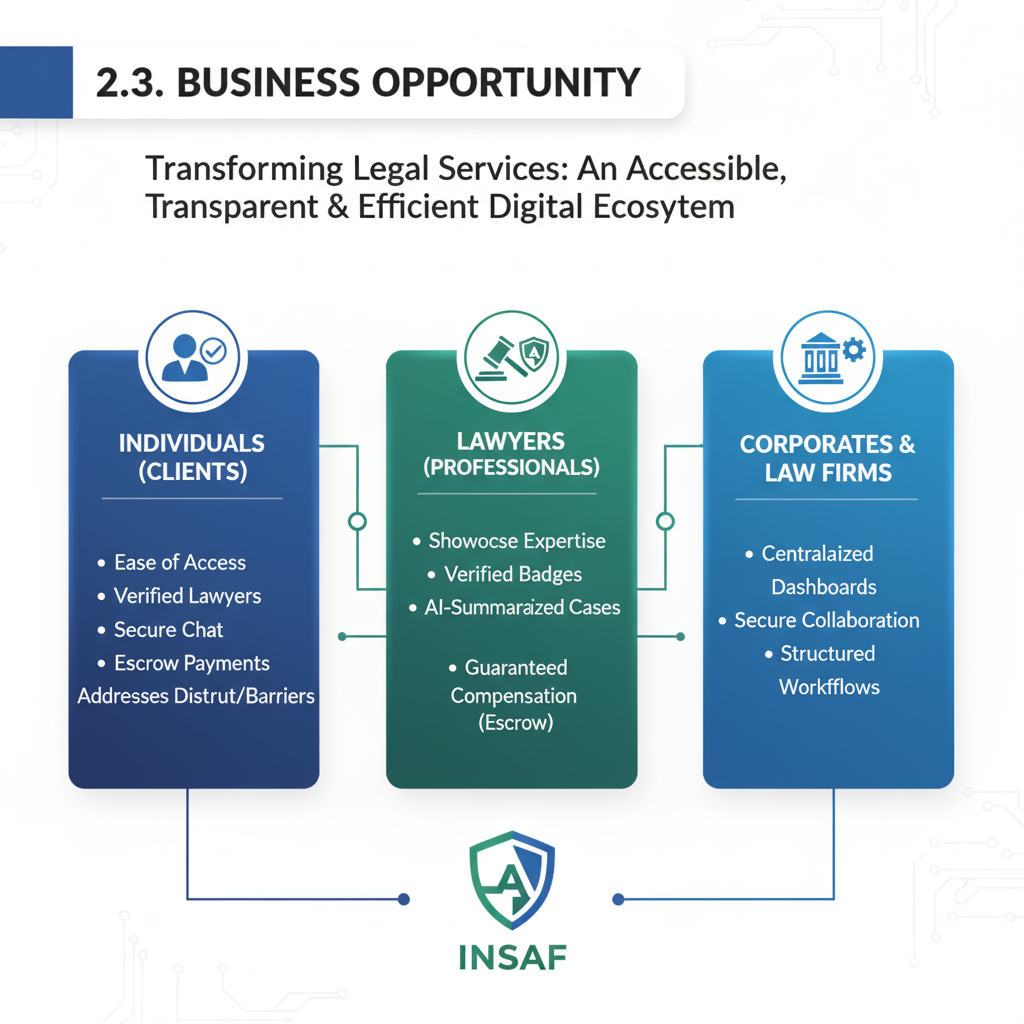 2.3. BUSINESS OPPORTUNITY
Transforming Legal Services: An Accessible,
Transparent & Efficient Digital Ecosytem
INDIVIDUALS
(CLIENTS)
• Ease of Access
• Verified Lawyers
• Secure Chat
• Escrow Payments
Addresses Distrut/Barriers
LAWYERS
(PROFESSIONALS)
• Showocse Expertise
• Verified Badges
• AI-Summaraized Cases
• Guaranteed
Compensation
(Escrow)
CORPORATES &
LAW FIRMS
• Centralaized
Dashboards
• Secure Collaboration
• Structured
Workfflows
A
INSAF